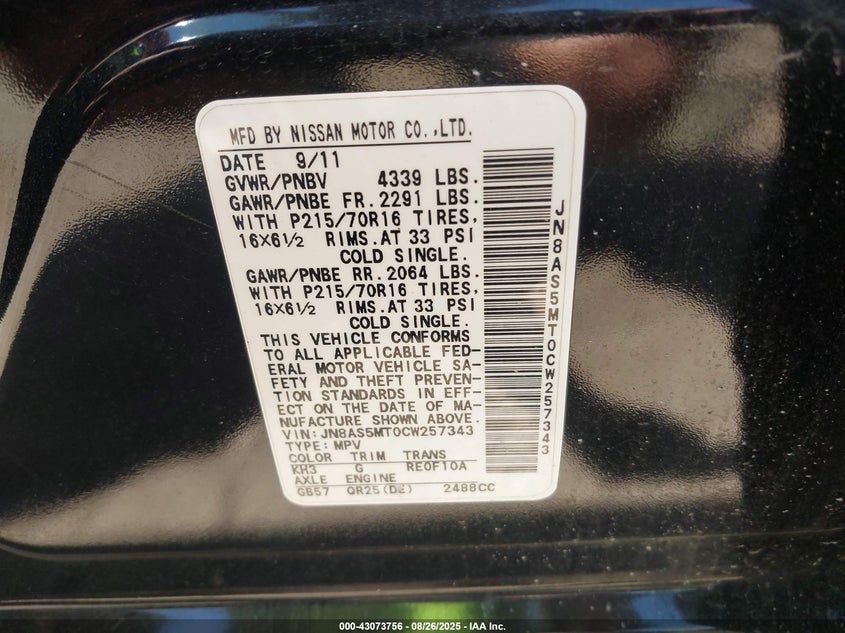 MFD BY NISSAN MOTOR CO.,LTD.
DATE 9/11
GVWR/PNBV 4339 LBS.
GAWR/PNBE FR.2291 LBS.
WITH P215/70R16 TIRES,
16X6½ RIMS.AT 33 PSI
COLD SINGLE.
GAWR/PNBE RR.2064 LBS.
WITH P215/70R16 TIRES,
16X6½ RIMS.AT 33 PSI
COLD SINGLE.
THIS VEHICLE CONFORMS
TO ALL APPLICABLE FED-
ERAL MOTOR VEHICLE SA-
FETY AND THEFT PREVEN-
TION STANDARDS IN EFF-
ECT ON THE DATE OF MA-
NUFACTURE SHOWN ABOVE.
VIN:JN8AS5MT0CW257343
TYPE: MPV
COLOR TRIM TRANS
KH3 G RE0F10A
AXLE ENGINE
GB57 QR25(DE) 2488CC
JN8AS5MT0CW257343
000-43073756 - 08/26/2025 - IAA Inc.